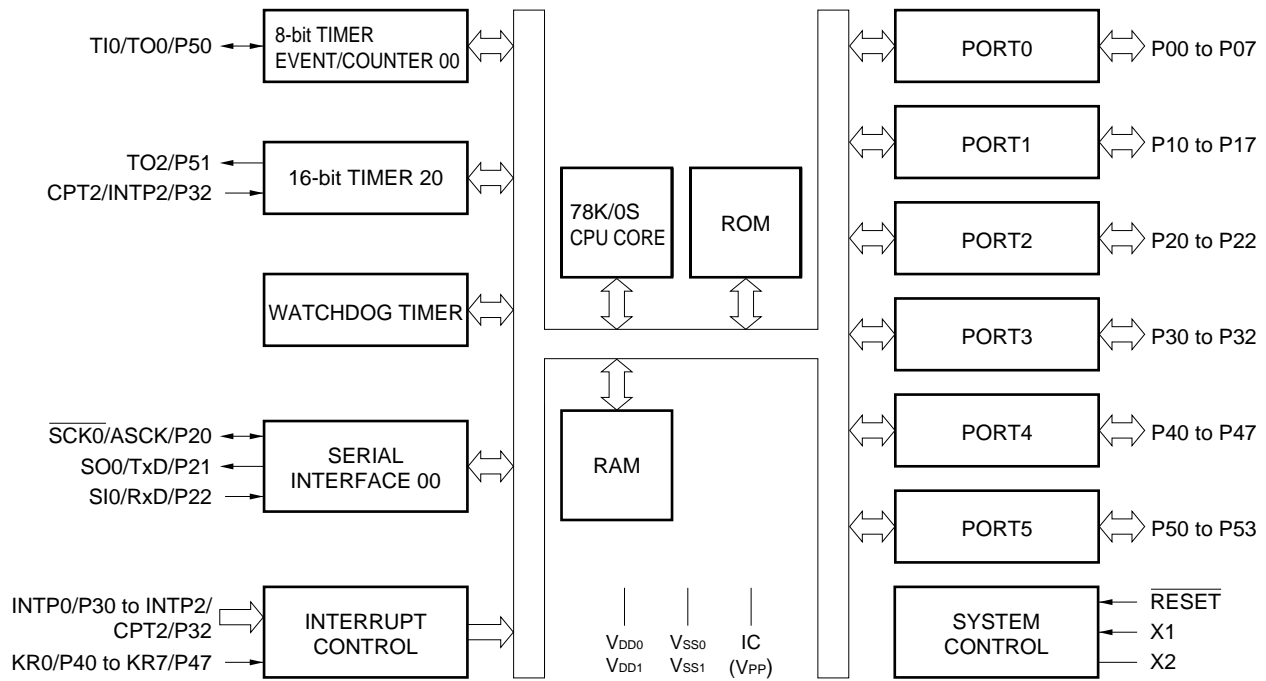 TI0/TO0/P50
8-bit TIMER
EVENT/COUNTER 00
TO2/P51
CPT2/INTP2/P32
16-bit TIMER 20
WATCHDOG TIMER
SCK0/ASCK/P20
SO0/TxD/P21
SI0/RxD/P22
SERIAL
INTERFACE 00
INTP0/P30 to INTP2/
CPT2/P32
KR0/P40 to KR7/P47
INTERRUPT
CONTROL
78K/0S
CPU CORE
ROM
RAM
VDD0
VDD1
VSS0
VSS1
IC
(VPP)
PORT0
P00 to P07
PORT1
P10 to P17
PORT2
P20 to P22
PORT3
P30 to P32
PORT4
P40 to P47
PORT5
P50 to P53
SYSTEM
CONTROL
RESET
X1
X2